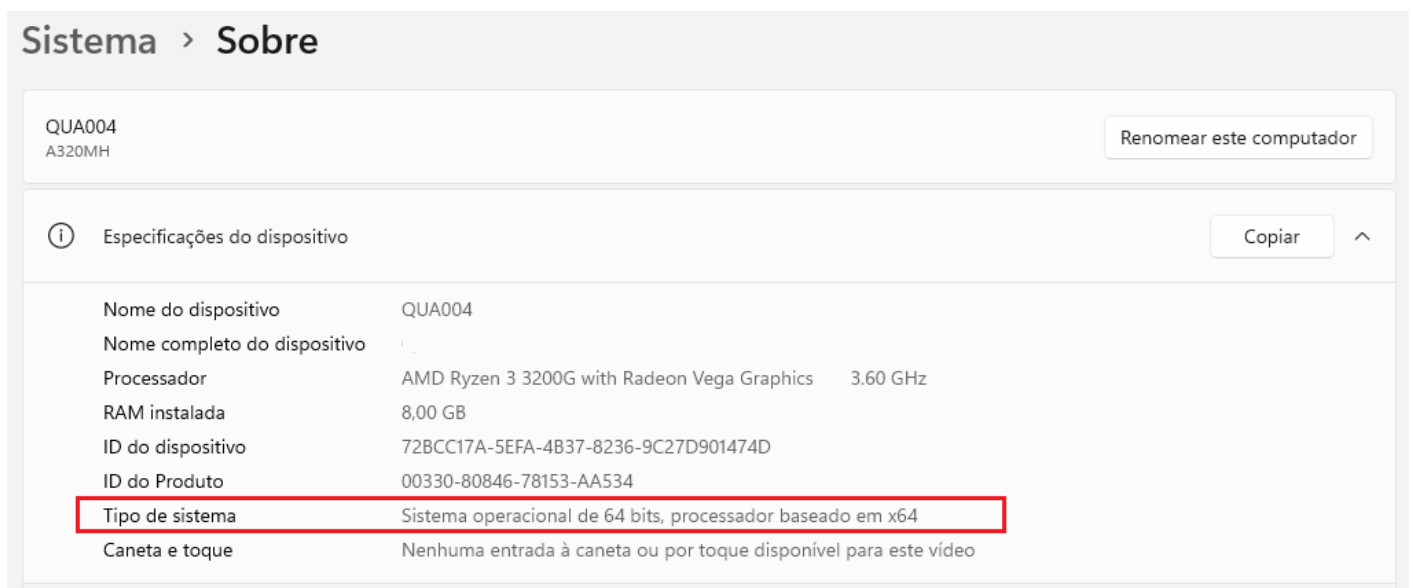 Sistema > Sobre
QUA004
A320MH
Renomear este computador
Especificações do dispositivo
Copiar
Nome do dispositivo QUA004
Nome completo do dispositivo
Processador AMD Ryzen 3 3200G with Radeon Vega Graphics 3.60 GHz
RAM instalada 8,00 GB
ID do dispositivo 72BCC17A-5EFA-4B37-8236-9C27D901474D
ID do Produto 00330-80846-78153-AA534
Tipo de sistema Sistema operacional de 64 bits, processador baseado em x64
Caneta e toque Nenhuma entrada à caneta ou por toque disponível para este vídeo